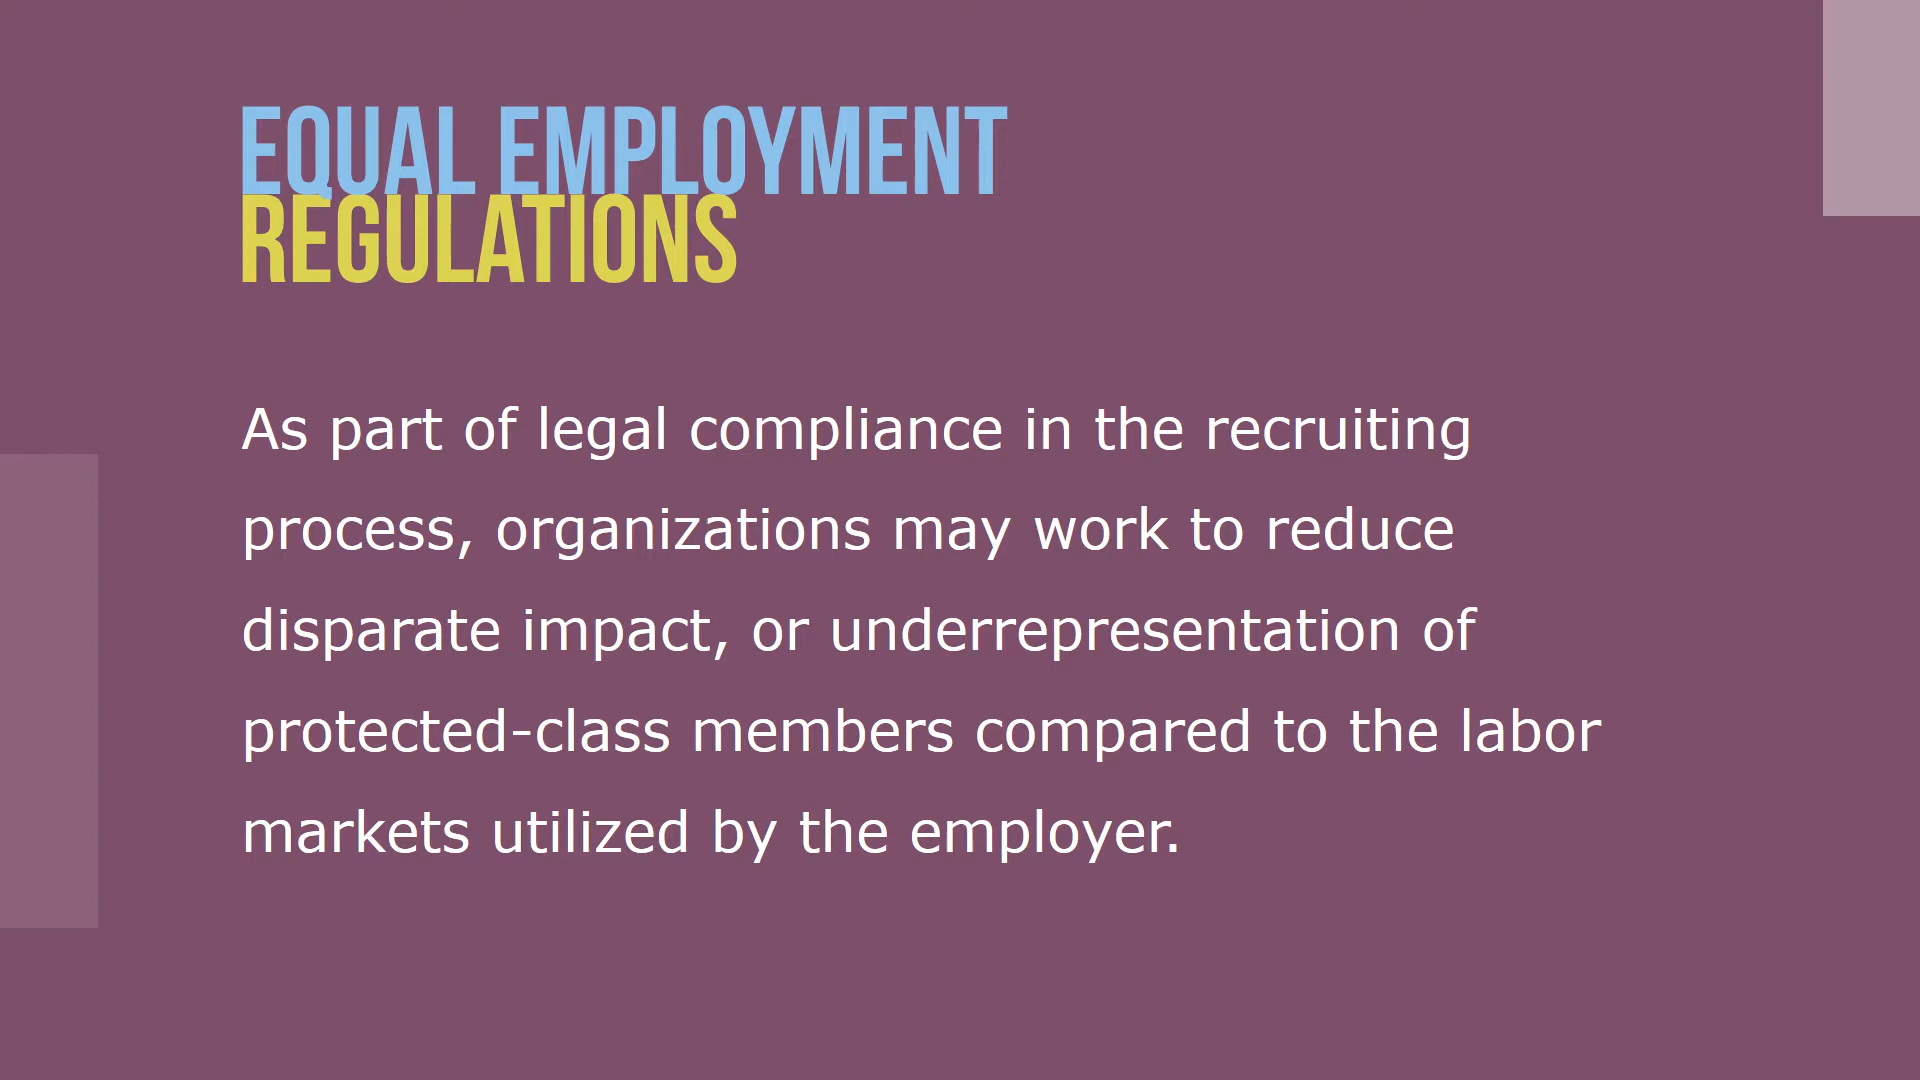 EQUAL EMPLOYMENT
REGULATIONS
As part of legal compliance in the recruiting
process, organizations may work to reduce
disparate impact, or underrepresentation of
protected-class members compared to the labor
markets utilized by the employer.